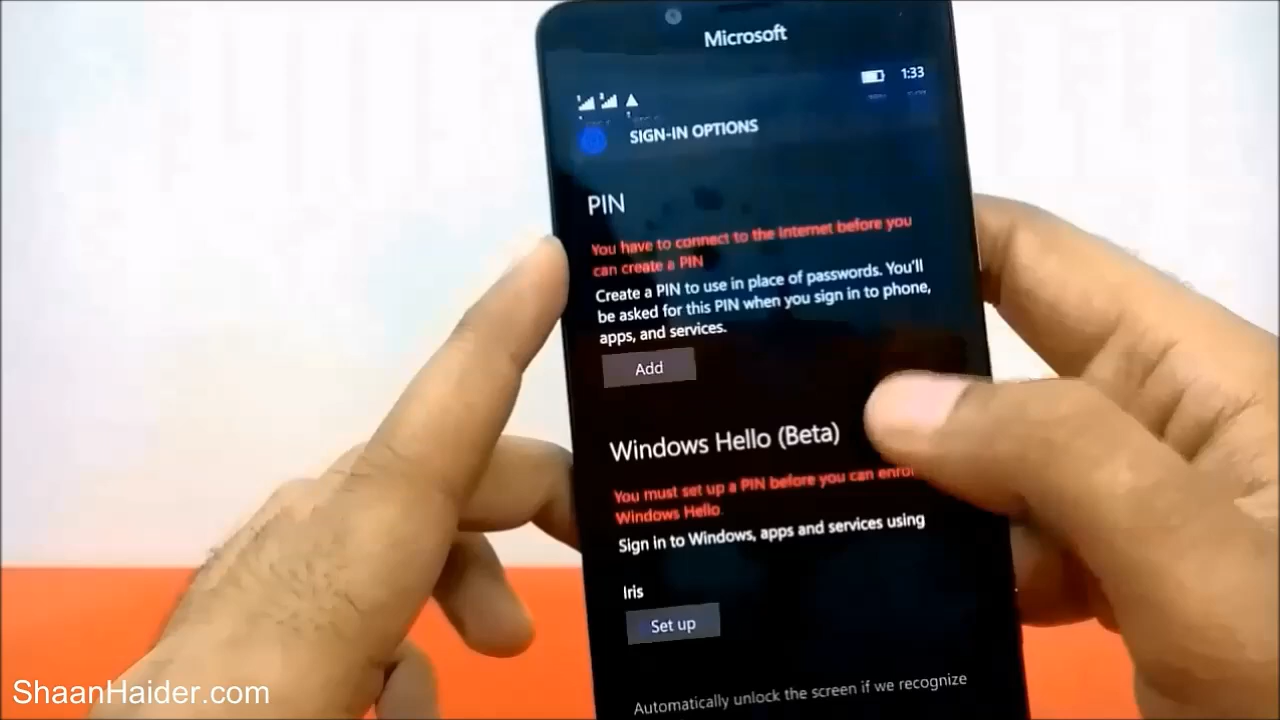 Microsoft
1:33
SIGN-IN OPTIONS
PIN
You have to connect to the Internet before you
can create a PIN
Create a PIN to use in place of passwords. You'll
be asked for this PIN when you sign in to phone,
apps, and services.
Add
Windows Hello (Beta)
You must set up a PIN before you can enrol
Windows Hello.
Sign in to Windows, apps and services using
Iris
Set up
Automatically unlock the screen if we recognize
ShaanHaider.com